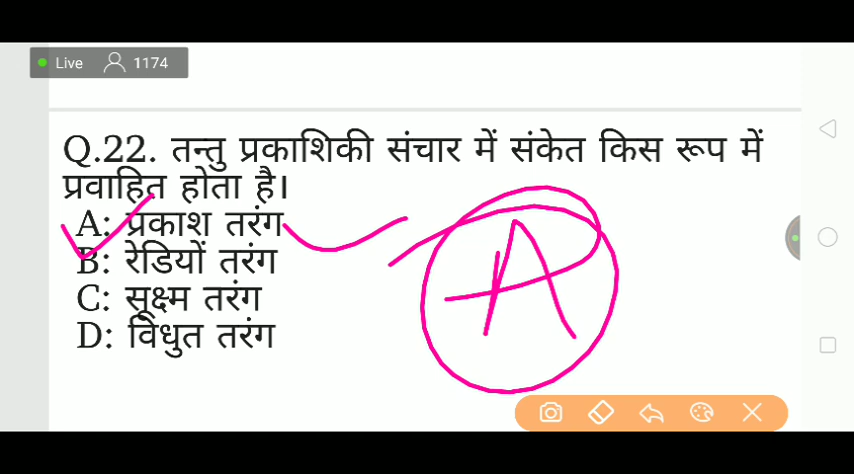 Live 1174
Q.22. तन्तु प्रकाशिकी संचार में संकेत किस रूप में
प्रवाहित होता है।
A: प्रकाश तरंग
B: रेडियों तरंग
C: सूक्ष्म तरंग
D: विधुत तरंग
A